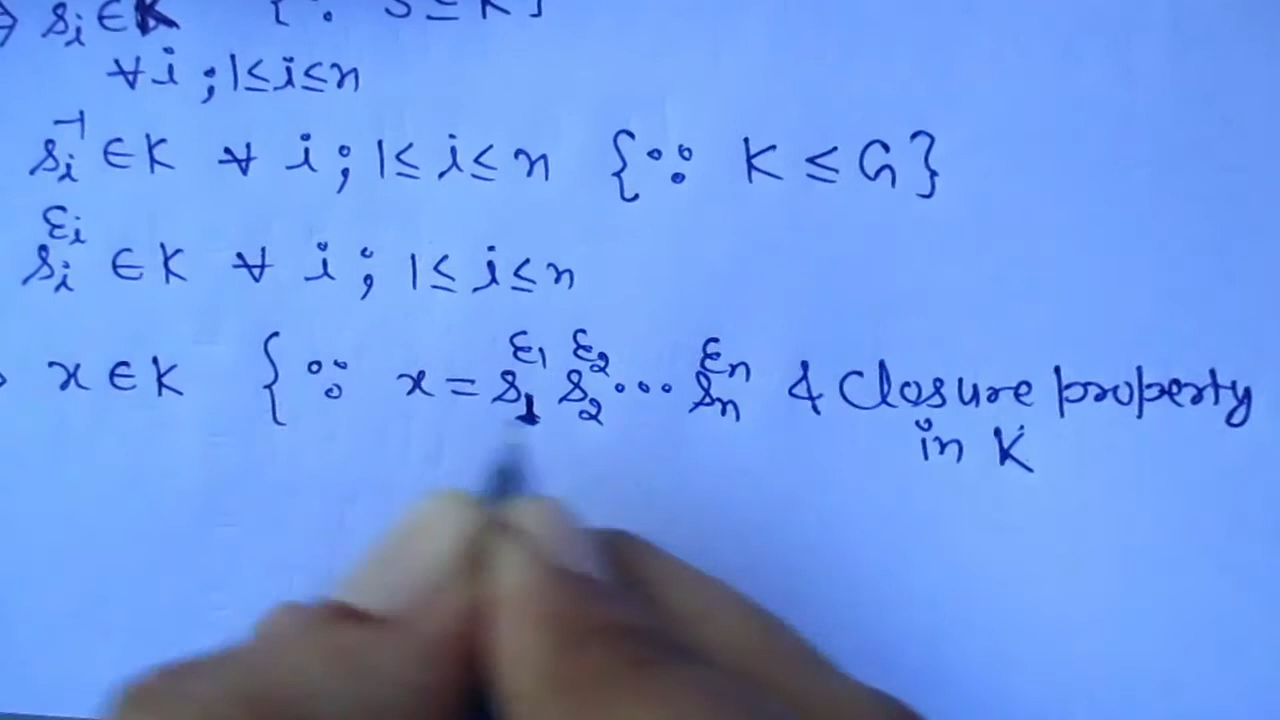 ⇒ sᵢ ∈ K {∵ S ⊆ K}
∀ i ; 1 ≤ i ≤ n
sᵢ⁻¹ ∈ K ∀ i ; 1 ≤ i ≤ n {∵ K ≤ G}
sᵢ^εᵢ ∈ K ∀ i ; 1 ≤ i ≤ n
x ∈ K {∵ x = s₁^ε₁ s₂^ε₂ ... sₙ^εₙ & Closure property
in K